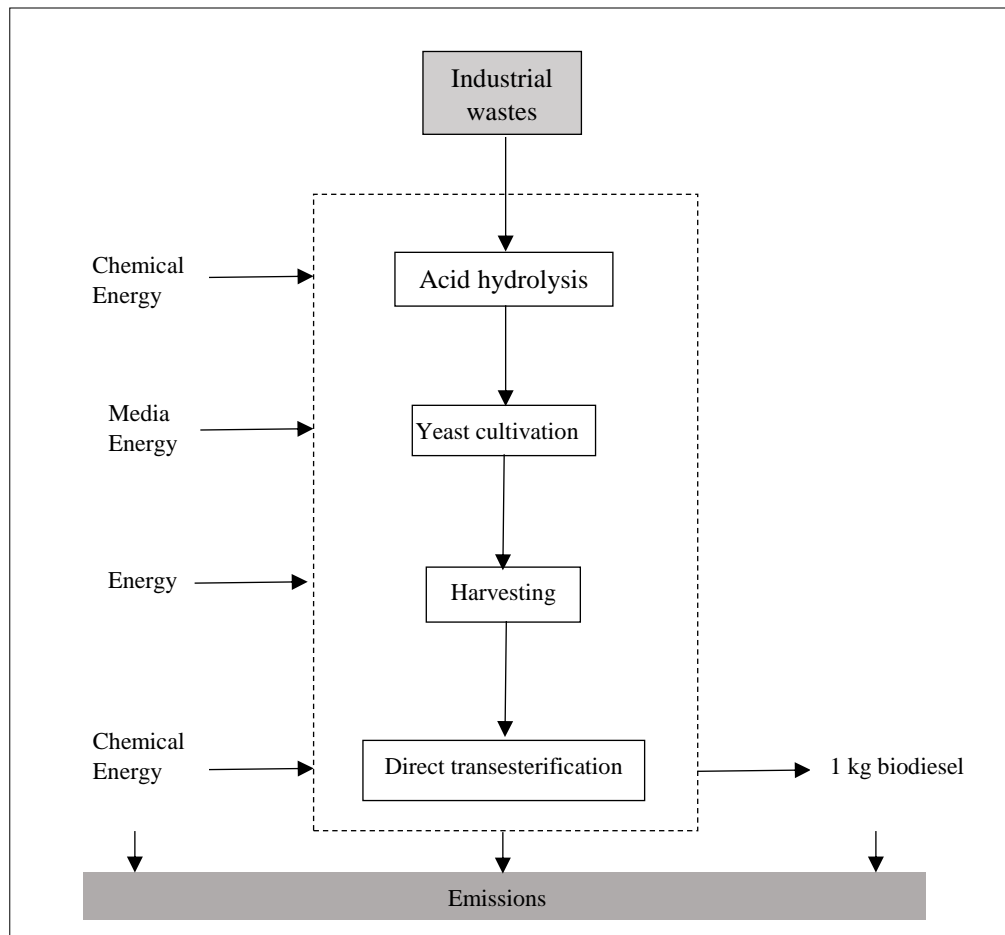 Industrial
wastes
Chemical
Energy
Acid hydrolysis
Media
Energy
Yeast cultivation
Energy
Harvesting
Chemical
Energy
Direct transesterification
1 kg biodiesel
Emissions